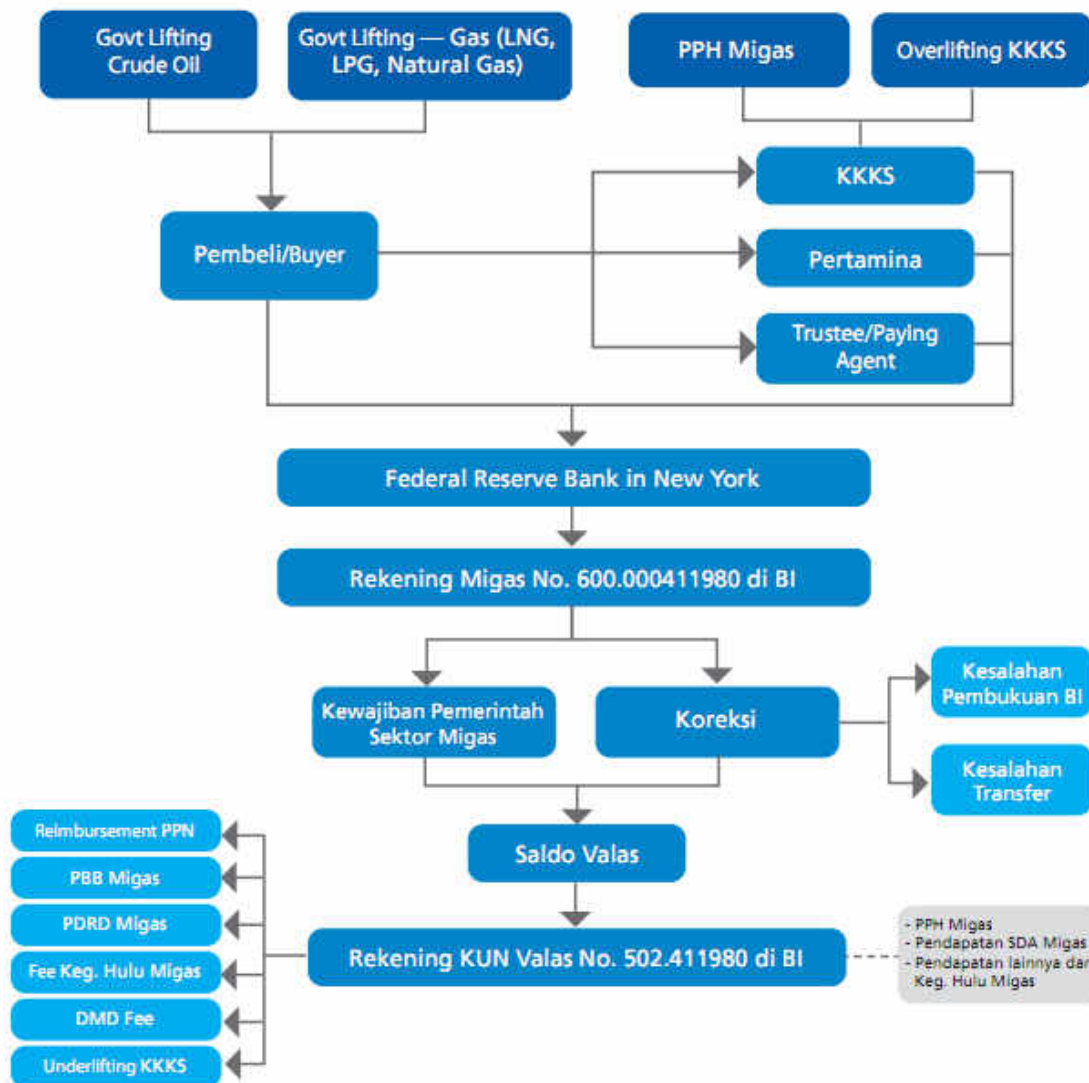 Govt Lifting
Crude Oil
Govt Lifting — Gas (LNG,
LPG, Natural Gas)
PPH Migas
Overlifting KKKS
KKKS
Pembeli/Buyer
Pertamina
Trustee/Paying
Agent
Federal Reserve Bank in New York
Rekening Migas No. 600.000411980 di BI
Kewajiban Pemerintah
Sektor Migas
Koreksi
Kesalahan
Pembukuan BI
Kesalahan
Transfer
Saldo Valas
Reimbursement PPN
PBB Migas
PDRD Migas
Fee Keg. Hulu Migas
DMD Fee
Underlifting KKKS
Rekening KUN Valas No. 502.411980 di BI
- PPH Migas
- Pendapatan SDA Migas
- Pendapatan lainnya dar
Keg. Hulu Migas